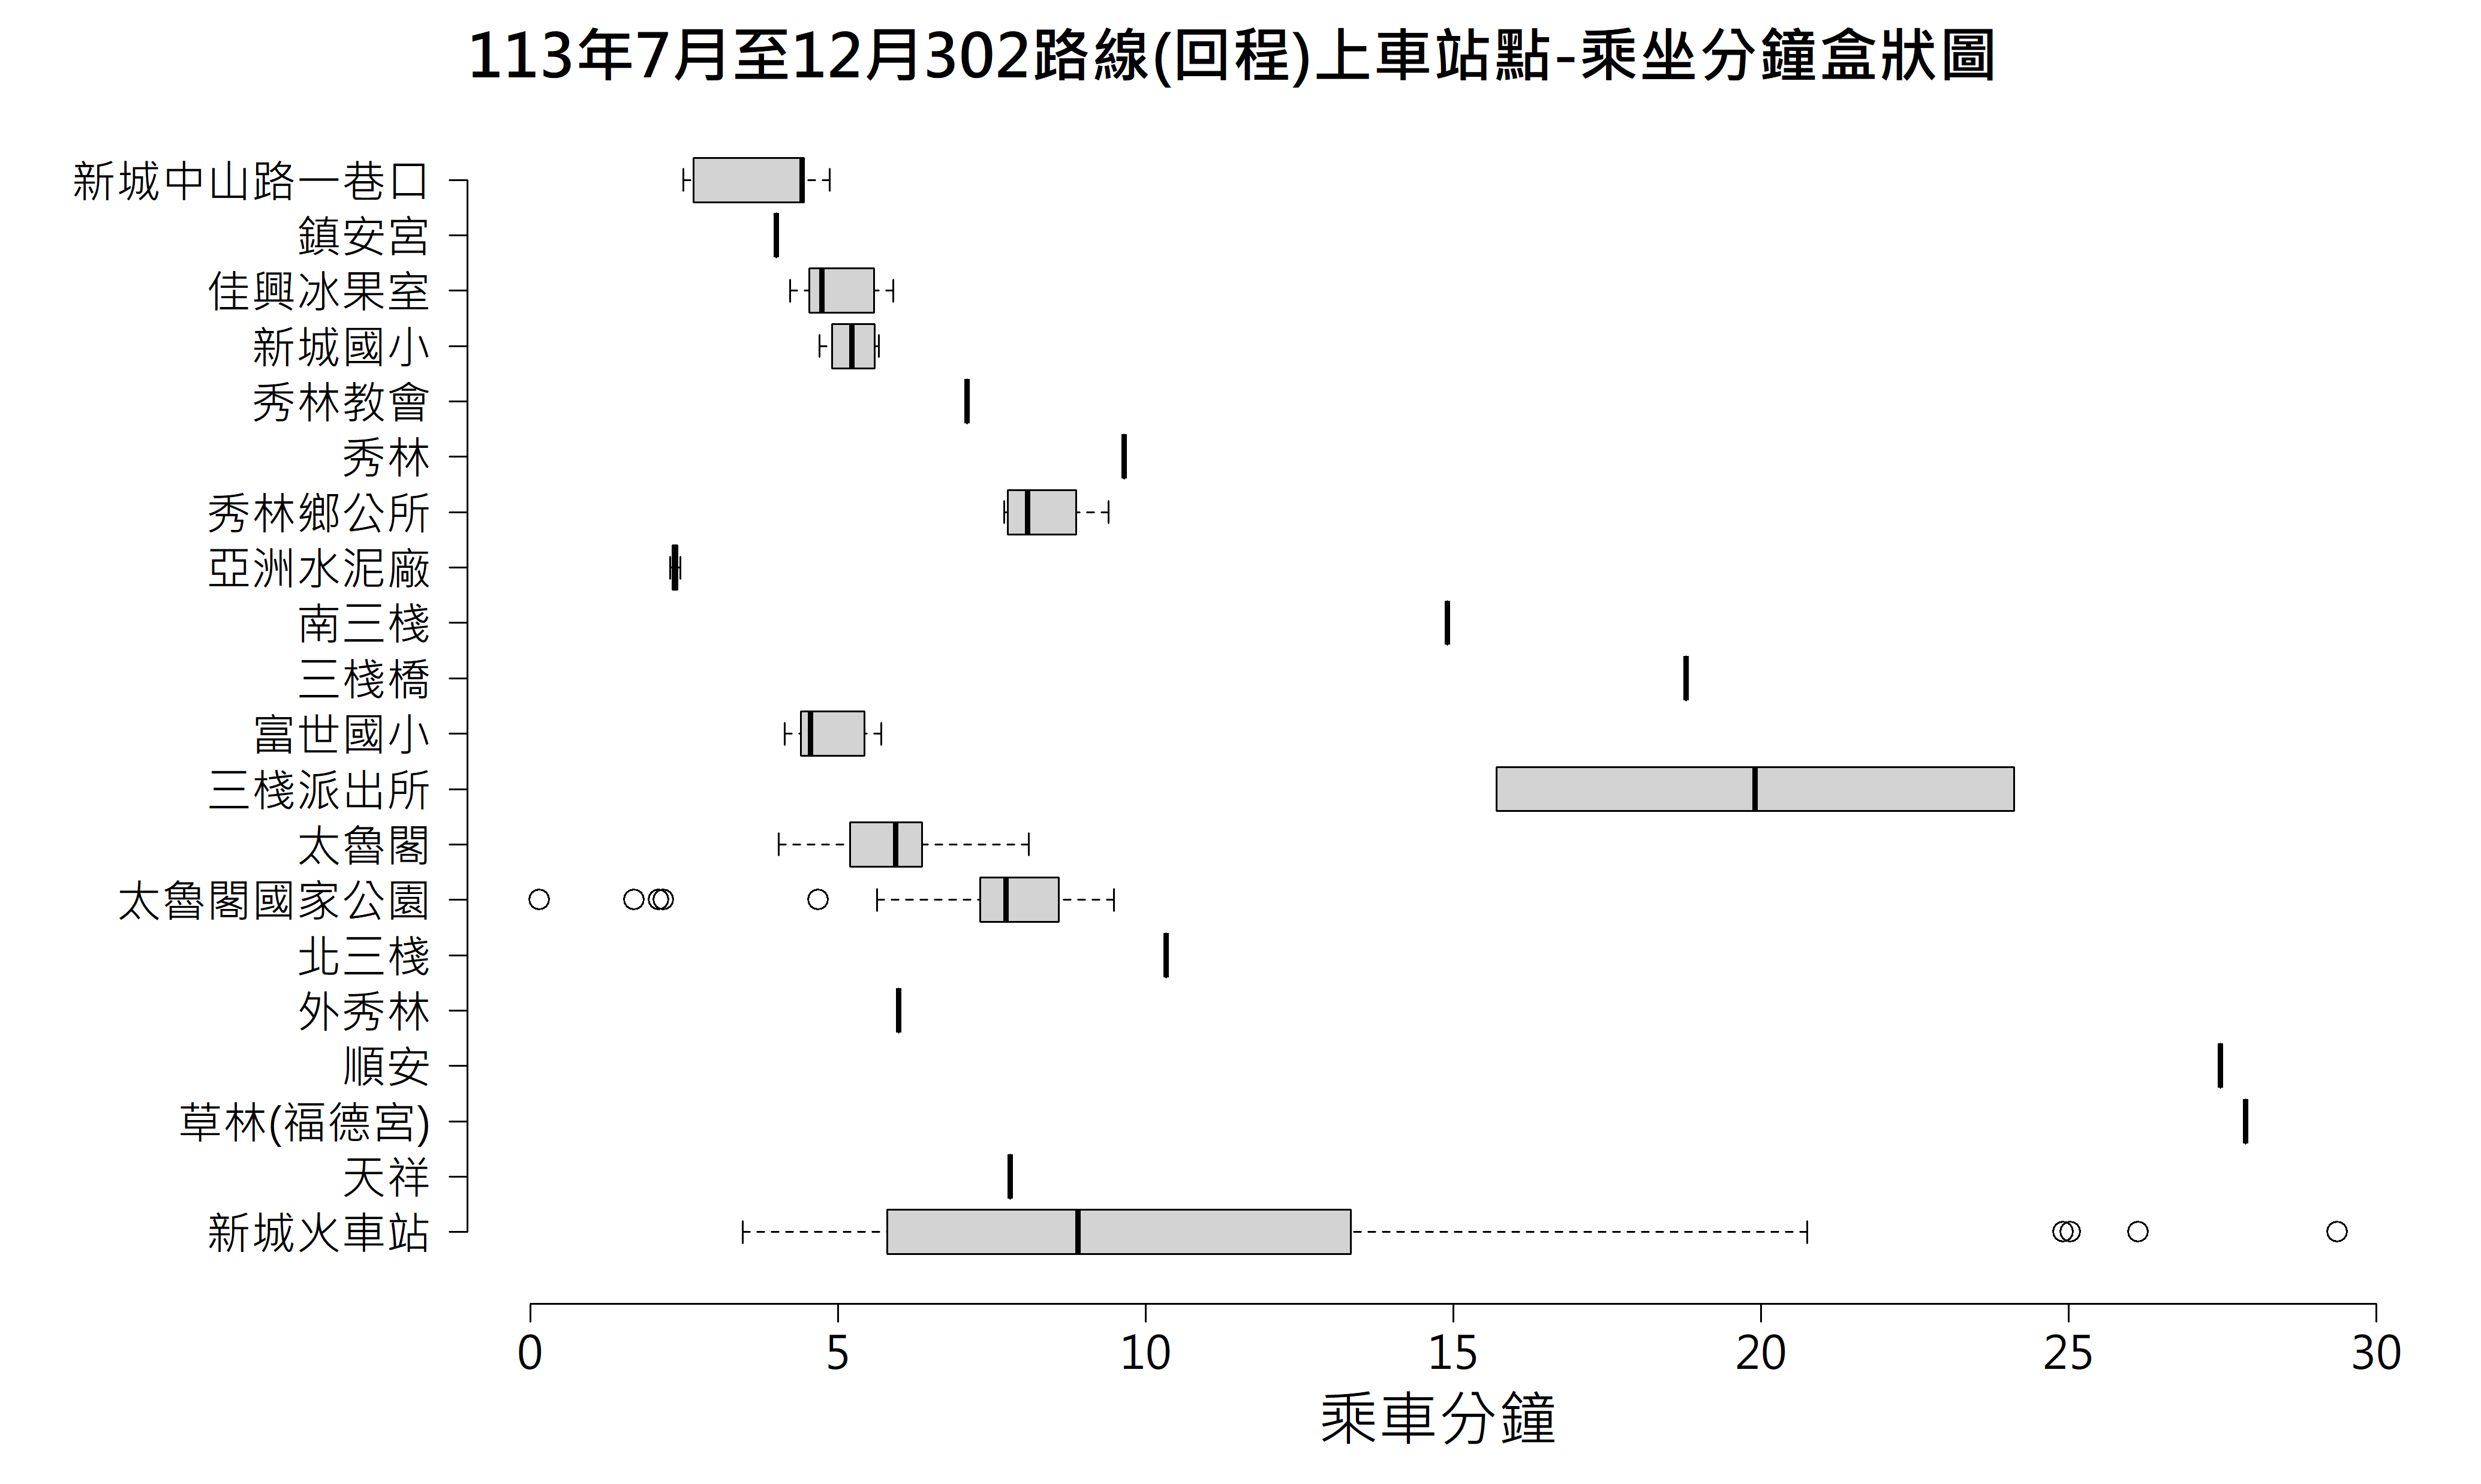 113年7月至12月302路線(回程)上車站點-乘坐分鐘盒狀圖
新城中山路一巷口
鎮安宮
佳興冰果室
新城國小
秀林教會
秀林
秀林鄉公所
亞洲水泥廠
南三棧
三棧橋
富世國小
三棧派出所
太魯閣
太魯閣國家公園
北三棧
外秀林
順安
草林(福德宮)
天祥
新城火車站
0 5 10 15 20 25 30
乘車分鐘